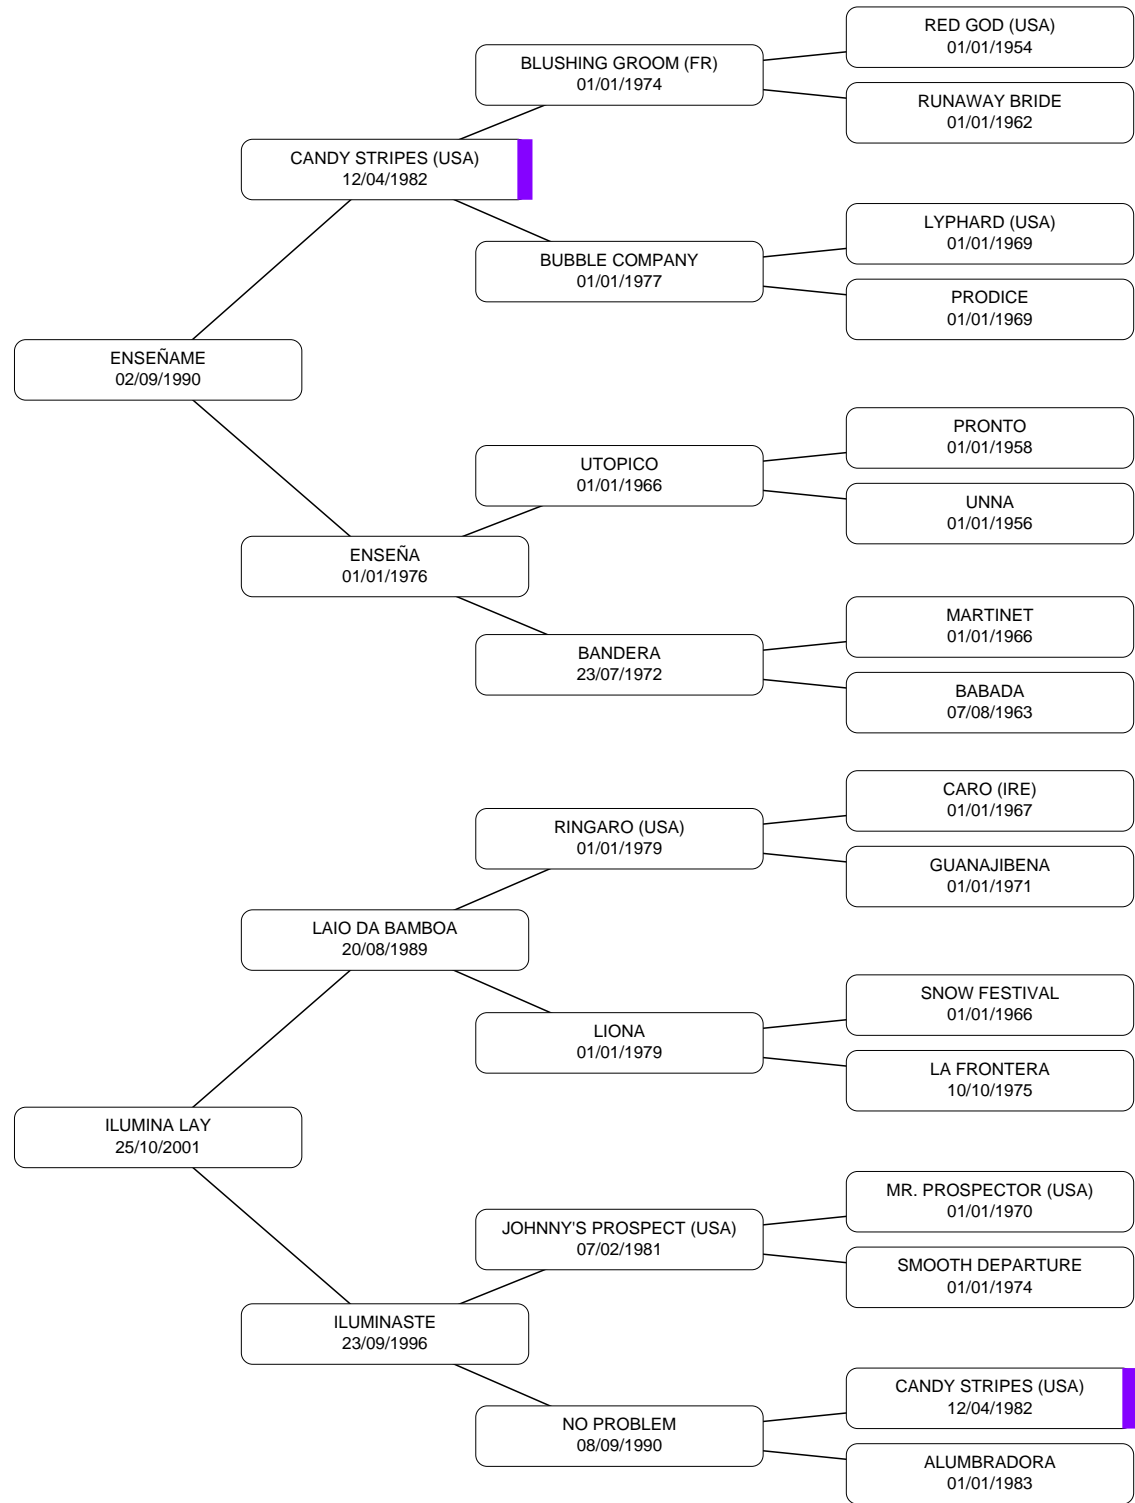 RED GOD (USA)
01/01/1954
BLUSHING GROOM (FR)
01/01/1974
RUNAWAY BRIDE
01/01/1962
CANDY STRIPES (USA)
12/04/1982
LYPHARD (USA)
01/01/1969
BUBBLE COMPANY
01/01/1977
PRODICE
01/01/1969
ENSEÑAME
02/09/1990
PRONTO
01/01/1958
UTOPICO
01/01/1966
UNNA
01/01/1956
ENSEÑA
01/01/1976
MARTINET
01/01/1966
BANDERA
23/07/1972
BABADA
07/08/1963
CARO (IRE)
01/01/1967
RINGARO (USA)
01/01/1979
GUANAJIBENA
01/01/1971
LAIO DA BAMBOA
20/08/1989
SNOW FESTIVAL
01/01/1966
LIONA
01/01/1979
LA FRONTERA
10/10/1975
ILUMINA LAY
25/10/2001
MR. PROSPECTOR (USA)
01/01/1970
JOHNNY'S PROSPECT (USA)
07/02/1981
SMOOTH DEPARTURE
01/01/1974
ILUMINASTE
23/09/1996
CANDY STRIPES (USA)
12/04/1982
NO PROBLEM
08/09/1990
ALUMBRADORA
01/01/1983